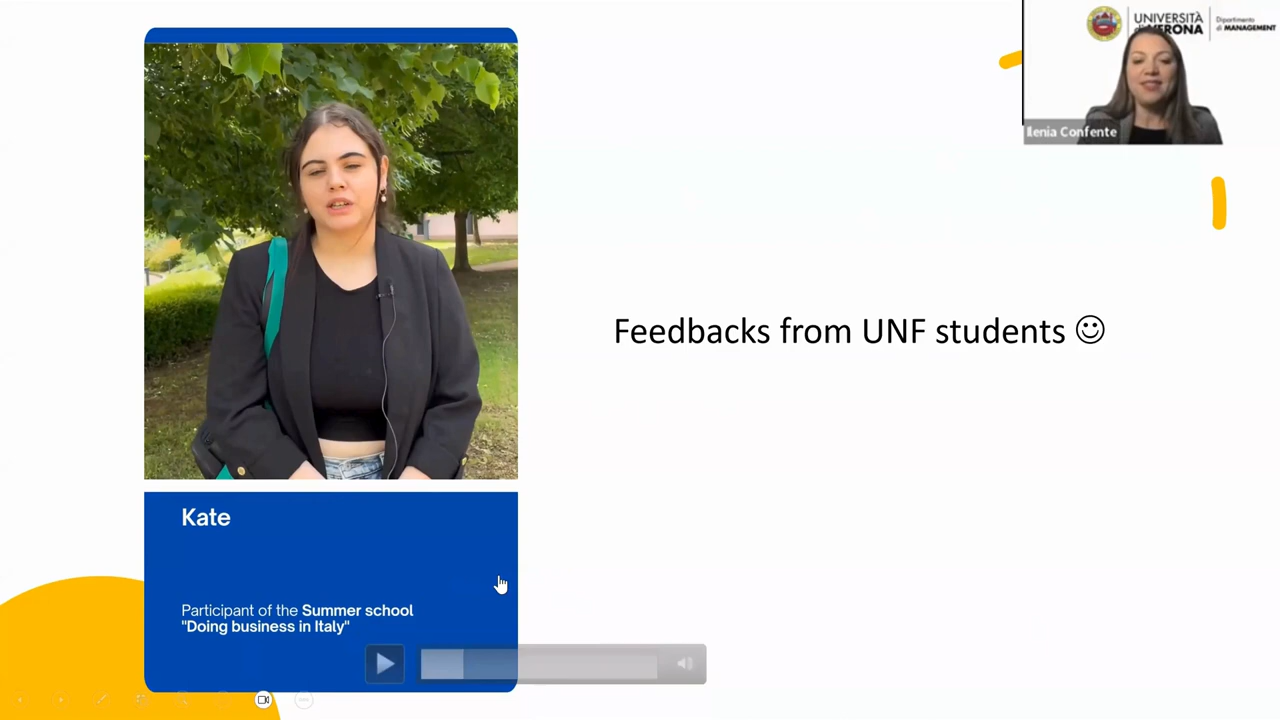 UNIVERSITÀ
di VERONA
Dipartimento
di MANAGEMENT
Ilenia Confente
Feedbacks from UNF students ☺
Kate
Participant of the Summer school
"Doing business in Italy"